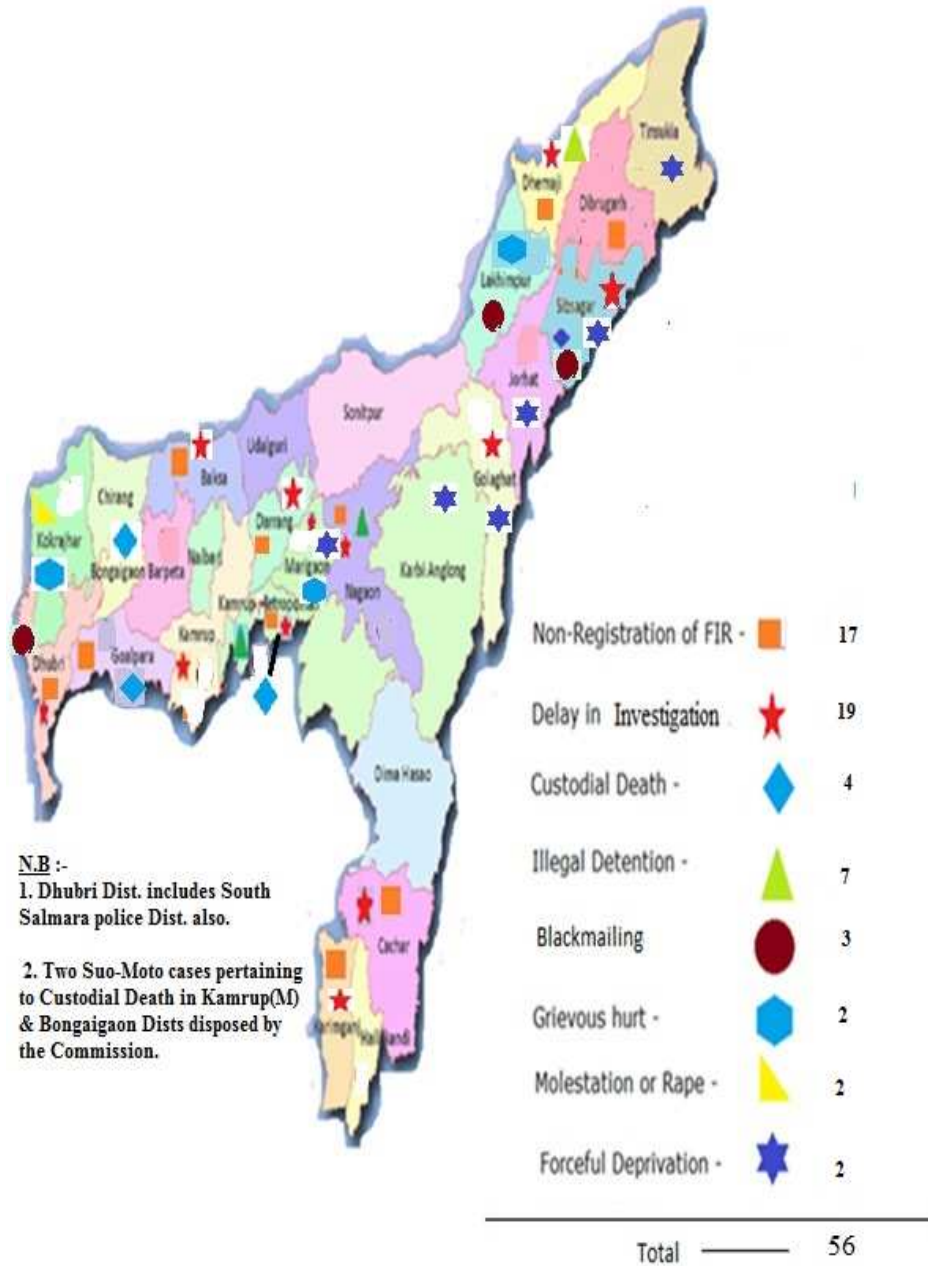 Tinsukia
Dhemaji
Dibrugarh
Lakhimpur
Sibsagar
Jorhat
Sonitpur
Udalguri
Golaghat
Baksa
Chirang
Darrang
Kokrajhar
Marigaon
Bongaigaon Barpeta
Nalbari
Karbi Anglong
Nagaon
Kamrup
Kamrup
Dhubri
Goalpara
Dima Hasao
Cachar
Karimganj
Non-Registration of FIR - 17
Delay in Investigation 19
Custodial Death - 4
Illegal Detention - 7
Blackmailing 3
Grievous hurt - 2
Molestation or Rape - 2
Forceful Deprivation - 2
Total 56
N.B :-
1. Dhubri Dist. includes South
Salmara police Dist. also.
2. Two Suo-Moto cases pertaining
to Custodial Death in Kamrup(M)
& Bongaigaon Dists disposed by
the Commission.